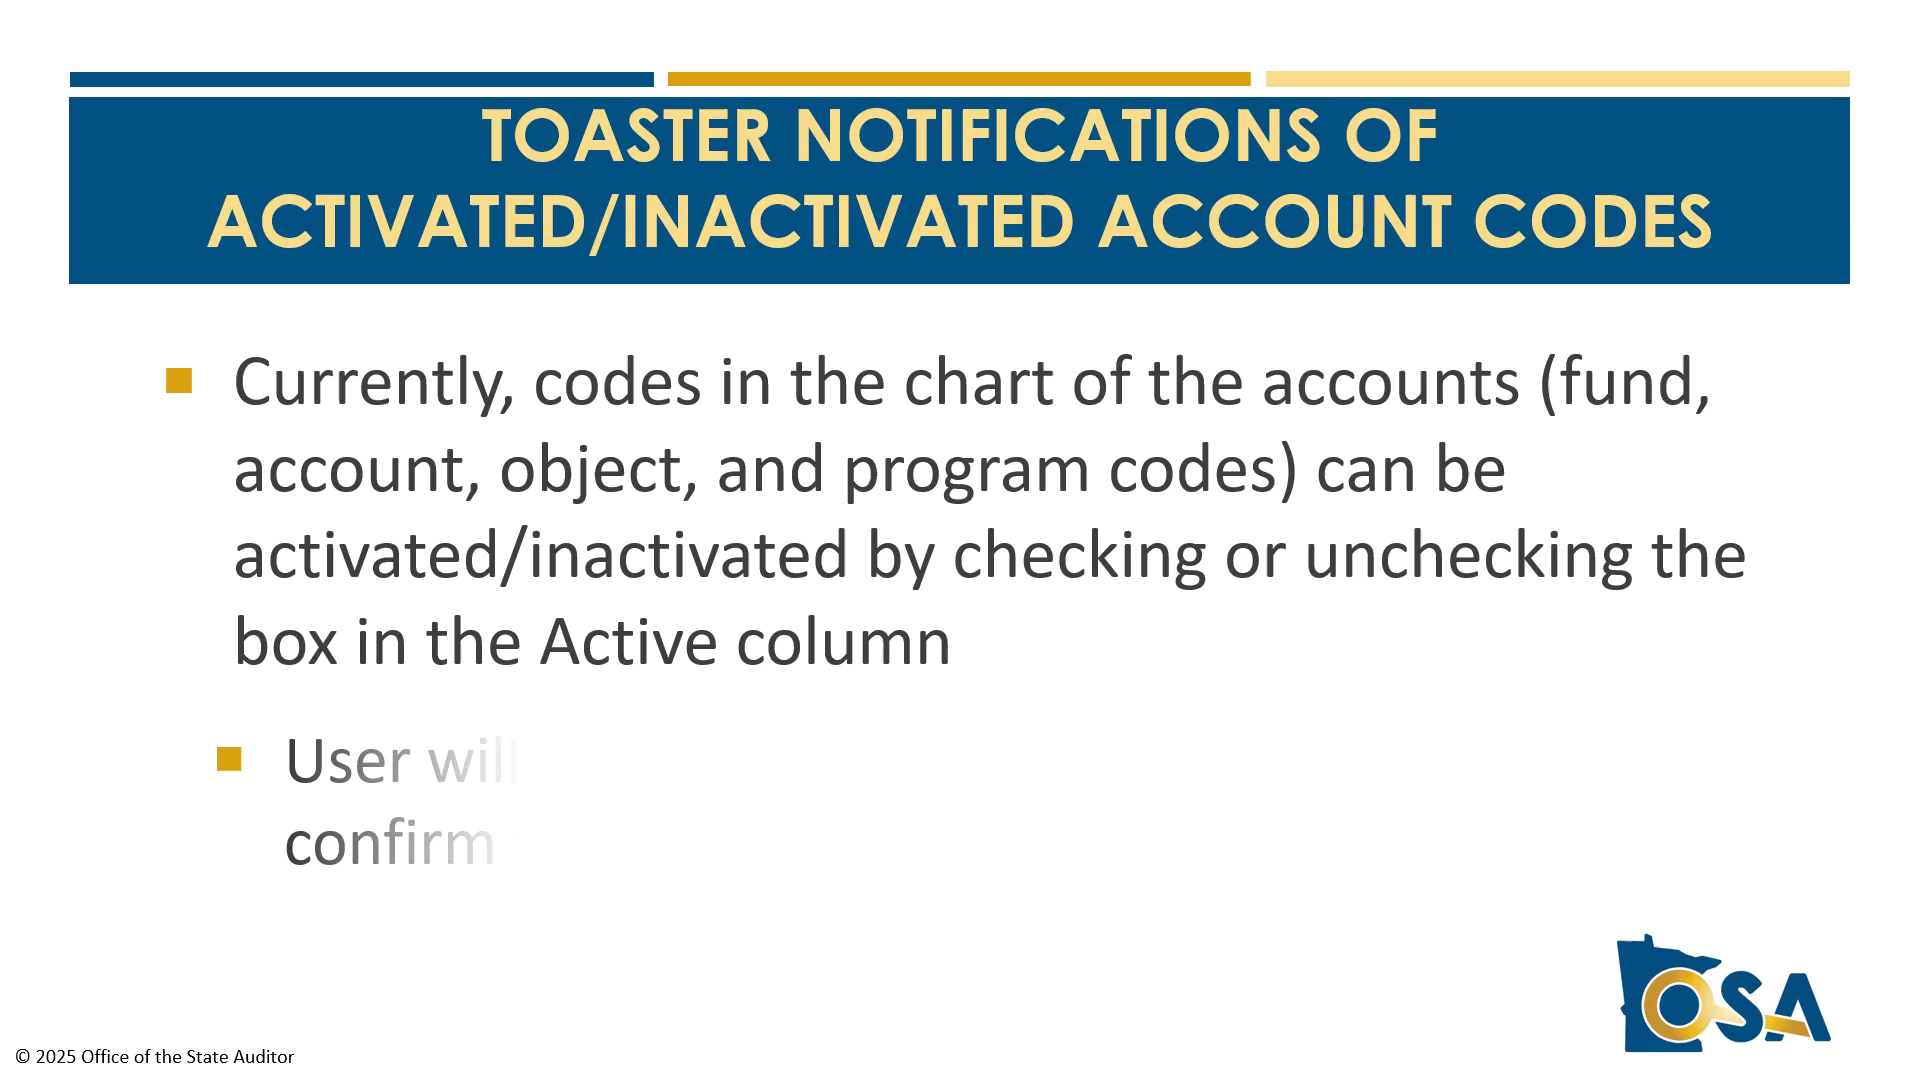 TOASTER NOTIFICATIONS OF
ACTIVATED/INACTIVATED ACCOUNT CODES
Currently, codes in the chart of the accounts (fund,
account, object, and program codes) can be
activated/inactivated by checking or unchecking the
box in the Active column
User will
confirm
OSA
© 2025 Office of the State Auditor